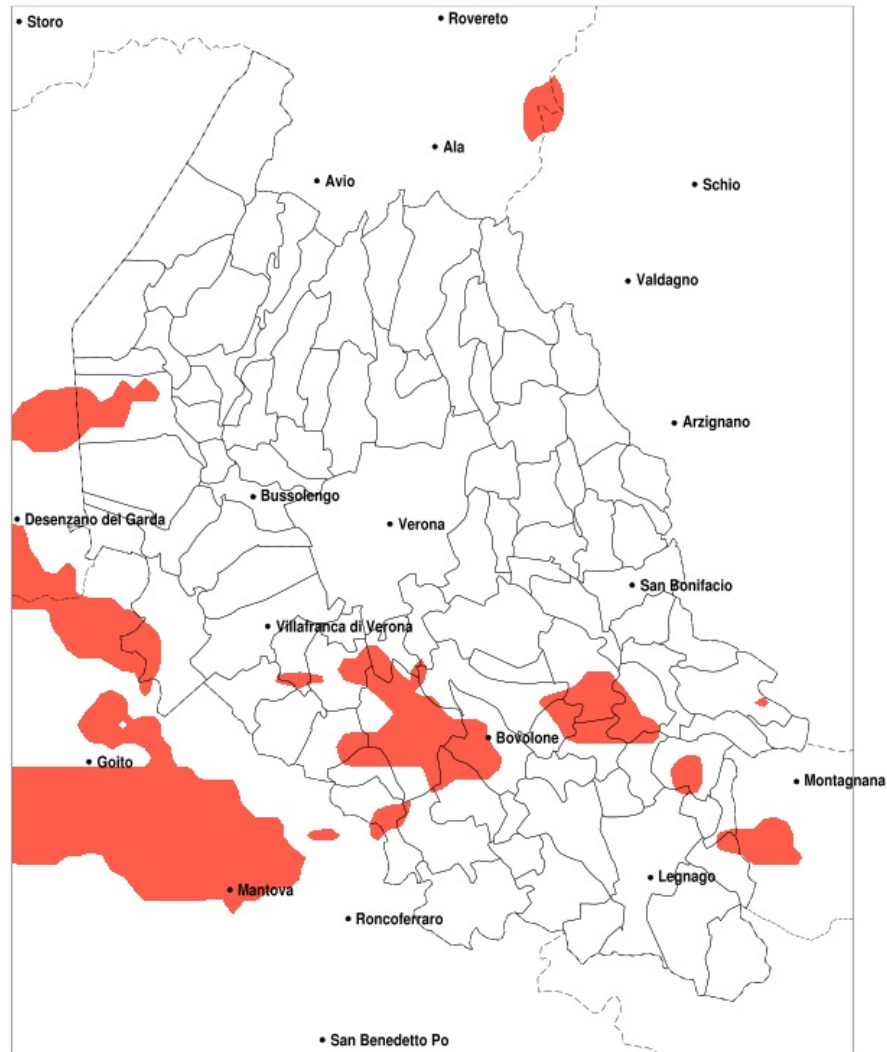 Storo
Rovereto
Ala
Avio
Schio
Valdagno
Arzignano
Bussolengo
Desenzano del Garda
Verona
San Bonifacio
Villafranca di Verona
Bovolone
Goito
Montagnana
Legnago
Mantova
Roncoferraro
San Benedetto Po